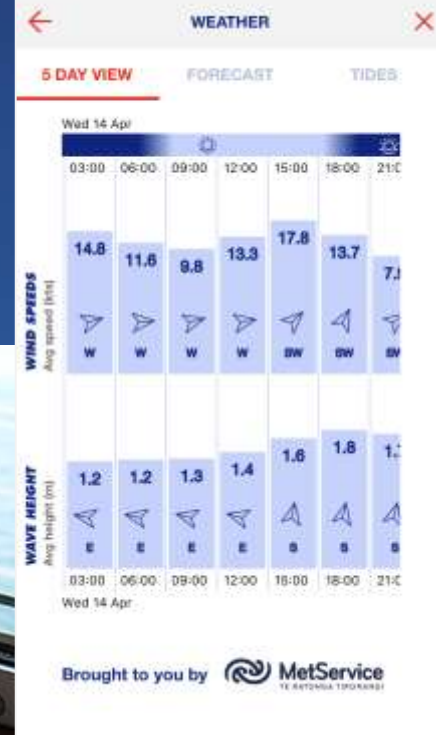 WEATHER
5 DAY VIEW FORECAST TIDES
Wed 14 Apr
03:00 06:00 09:00 12:00 15:00 18:00
WIND SPEEDS
Avg speed (kts)
14.8 11.6 9.8 13.3 17.8 13.7
W W W W SW SW SW
WAVE HEIGHT
Avg height (m)
1.2 1.2 1.3 1.4 1.6 1.8
E E E E S S S
03:00 06:00 09:00 12:00 15:00 18:00
Wed 14 Apr
Brought to you by MetService
TE RATONGA TIRORANGI